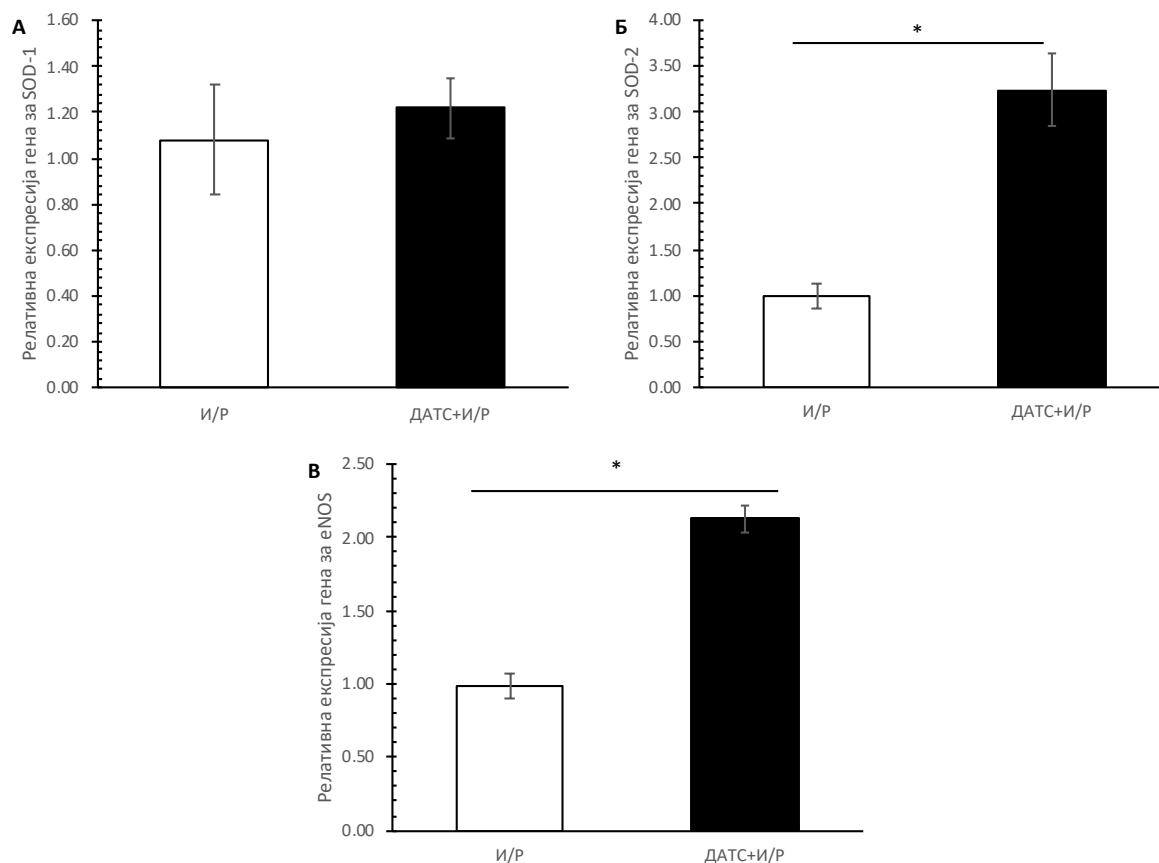 А
Релативна експресија гена за SOD-1
1.60
1.40
1.20
1.00
0.80
0.60
0.40
0.20
0.00
И/Р
ДАТС+И/Р
Б
*
Релативна експресија гена за SOD-2
4.00
3.50
3.00
2.50
2.00
1.50
1.00
0.50
0.00
И/Р
ДАТС+И/Р
В
*
Релативна експресија гена за eNOS
2.50
2.00
1.50
1.00
0.50
0.00
И/Р
ДАТС+И/Р